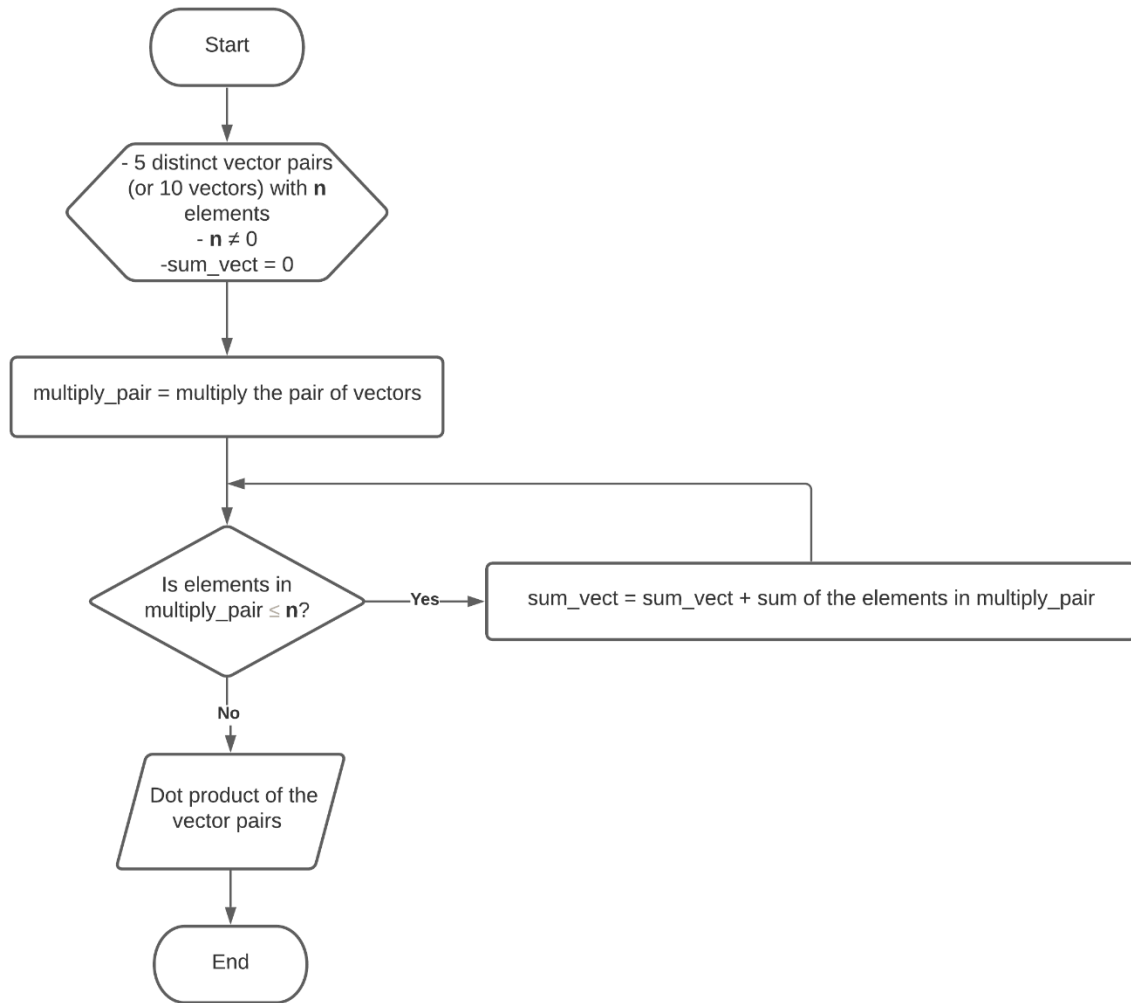 Start
- 5 distinct vector pairs
(or 10 vectors) with n
elements
- n ≠ 0
-sum_vect = 0
multiply_pair = multiply the pair of vectors
Is elements in
multiply_pair ≤ n?
Yes
sum_vect = sum_vect + sum of the elements in multiply_pair
No
Dot product of the
vector pairs
End